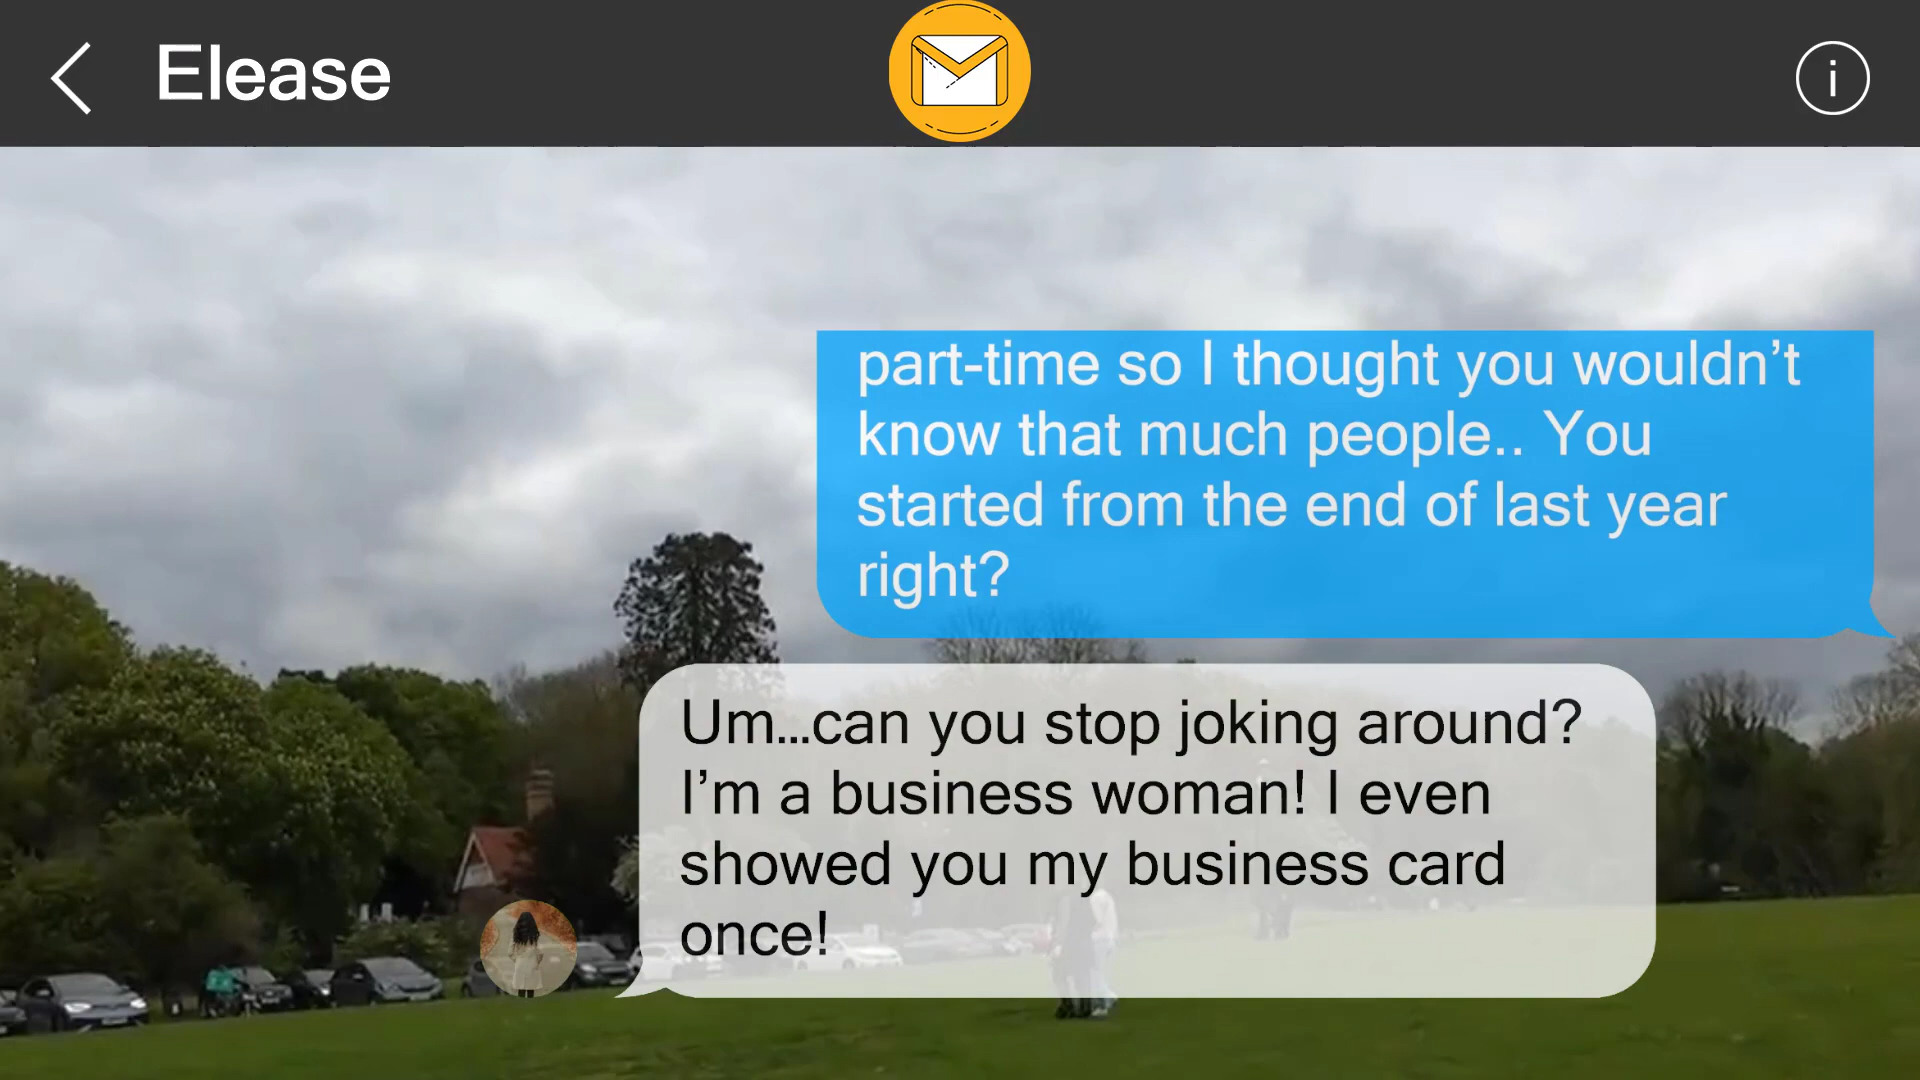 Elease
i
part-time so I thought you wouldn’t
know that much people.. You
started from the end of last year
right?
Um...can you stop joking around?
I’m a business woman! I even
showed you my business card
once!